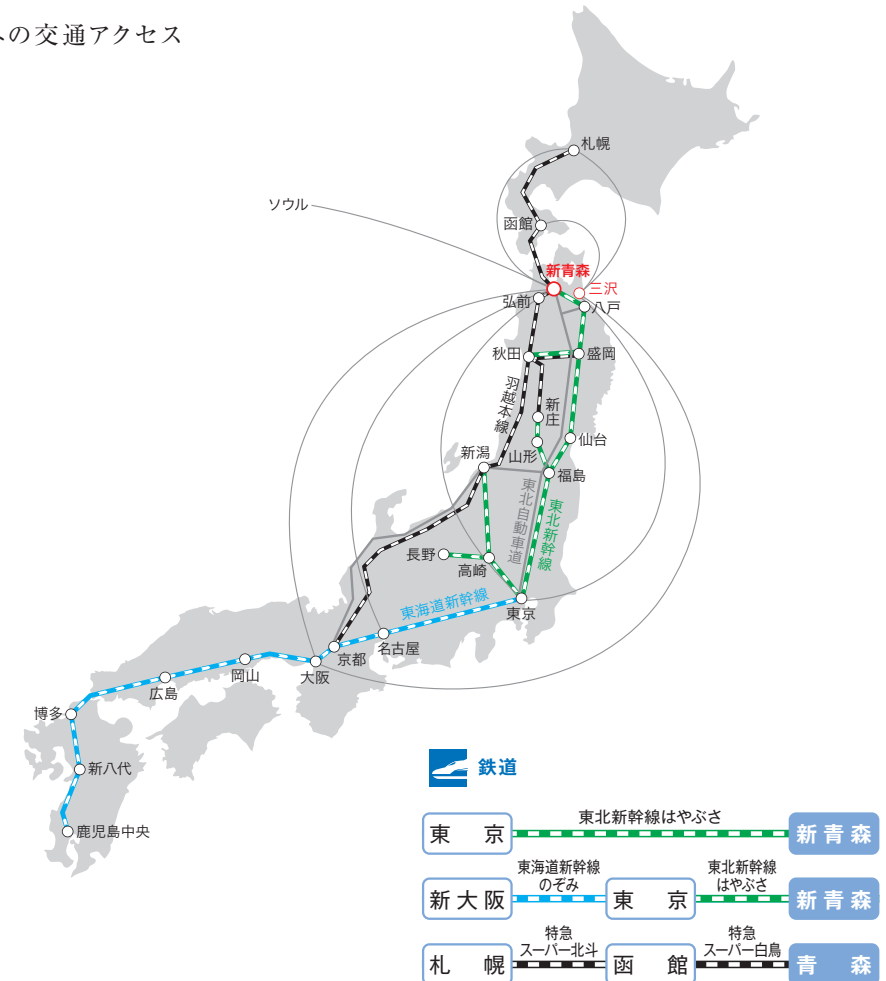 への交通アクセス
札幌
ソウル
函館
新青森
三沢
弘前
八戸
秋田
盛岡
羽越本線
新庄
仙台
山形
新潟
福島
東北自動車道
東北新幹線
長野
高崎
東海道新幹線
東京
名古屋
京都
大阪
岡山
広島
博多
新八代
鹿児島中央
鉄道
東北新幹線はやぶさ
東 京
新青森
東海道新幹線
のぞみ
東北新幹線
はやぶさ
新大阪
東 京
新青森
特急
スーパー北斗
特急
スーパー白鳥
札 幌
函 館
青 森